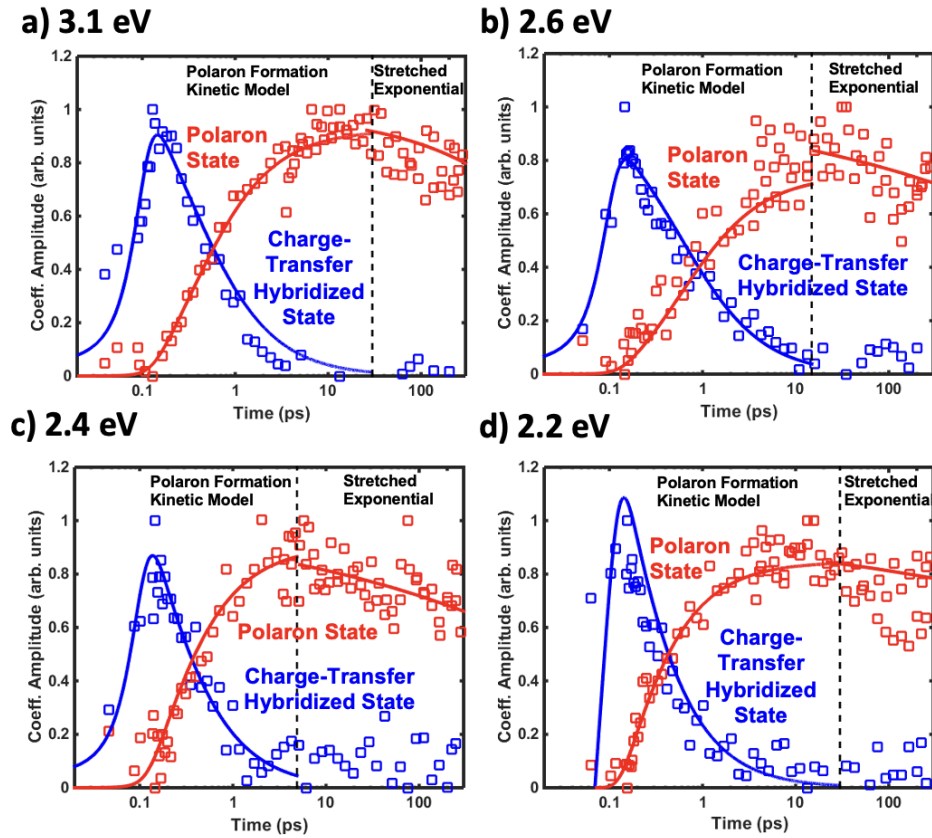 a) 3.1 eV
1.2
1
0.8
0.6
0.4
0.2
0
Coeff. Amplitude (arb. units)
Polaron Formation
Kinetic Model
Stretched
Exponential
Polaron
State
Charge-
Transfer
Hybridized
State
0.1 1 10 100
Time (ps)
b) 2.6 eV
1.2
1
0.8
0.6
0.4
0.2
0
Coeff. Amplitude (arb. units)
Polaron Formation
Kinetic Model
Stretched
Exponential
Polaron
State
Charge-Transfer
Hybridized State
0.1 1 10 100
Time (ps)
c) 2.4 eV
1.2
1
0.8
0.6
0.4
0.2
0
Coeff. Amplitude (arb. units)
Polaron Formation
Kinetic Model
Stretched
Exponential
Polaron State
Charge-Transfer
Hybridized State
0.1 1 10 100
Time (ps)
d) 2.2 eV
1.2
1
0.8
0.6
0.4
0.2
0
Coeff. Amplitude (arb. units)
Polaron Formation
Kinetic Model
Stretched
Exponential
Polaron
State
Charge-
Transfer
Hybridized
State
0.1 1 10 100
Time (ps)